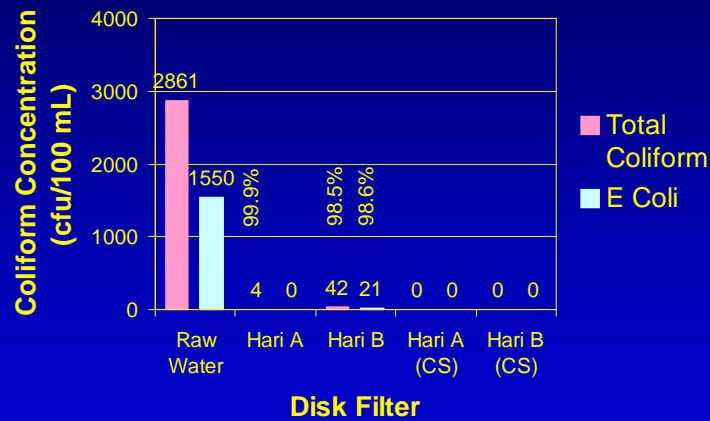 Coliform Concentration
(cfu/100 mL)
4000
3000
2000
1000
0
2861
1550
99.9%
4
0
98.5%
98.6%
42
21
0
0
0
0
Raw
Water
Hari A
Hari B
Hari A
(CS)
Hari B
(CS)
Disk Filter
Total
Coliform
E Coli